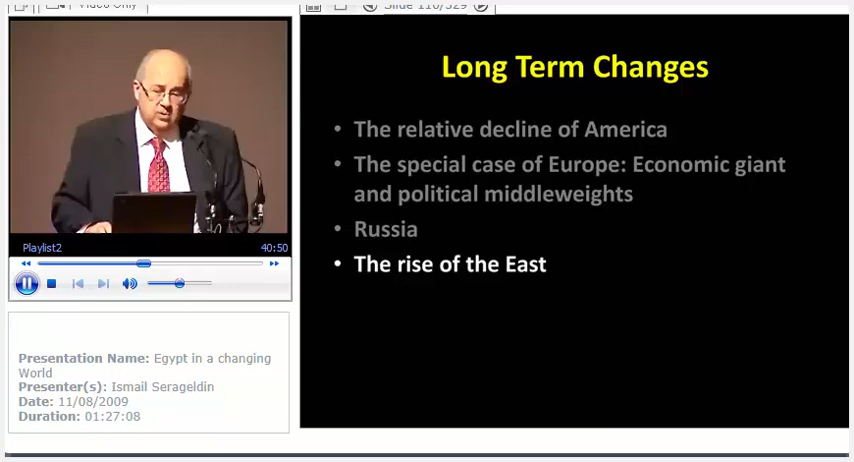 Video Only
Slide 110/329
Long Term Changes
• The relative decline of America
• The special case of Europe: Economic giant
and political middleweights
• Russia
• The rise of the East
Playlist2 40:50
Presentation Name: Egypt in a changing
World
Presenter(s): Ismail Serageldin
Date: 11/08/2009
Duration: 01:27:08